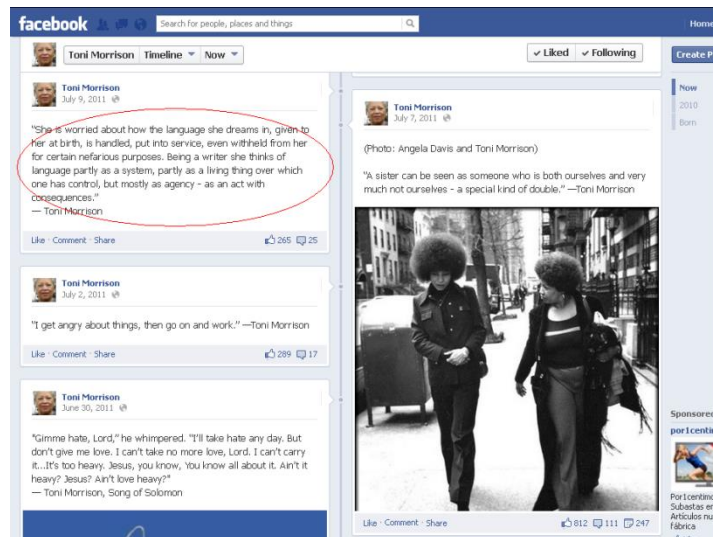 facebook
Search for people, places and things
Home
Toni Morrison Timeline Now
Liked Following
Create P
Toni Morrison
July 9, 2011
"She is worried about how the language she dreams in, given to
her at birth, is handled, put into service, even withheld from her
for certain nefarious purposes. Being a writer she thinks of
language partly as a system, partly as a living thing over which
one has control, but mostly as agency - as an act with
consequences."
— Toni Morrison
Like · Comment · Share 265 25
Toni Morrison
July 2, 2011
"I get angry about things, then go on and work." —Toni Morrison
Like · Comment · Share 289 17
Toni Morrison
June 30, 2011
"Gimme hate, Lord," he whimpered. "I'll take hate any day. But
don't give me love. I can't take no more love, Lord. I can't carry
it...It's too heavy. Jesus, you know, You know all about it. Ain't it
heavy? Jesus? Ain't love heavy?"
— Toni Morrison, Song of Solomon
Toni Morrison
July 7, 2011
(Photo: Angela Davis and Toni Morrison)
"A sister can be seen as someone who is both ourselves and very
much not ourselves - a special kind of double." —Toni Morrison
Like · Comment · Share 812 111 247
Now
2010
Born
Sponsored
por1centi
Por1centimo
Subastas en
Artículos nu
fábrica